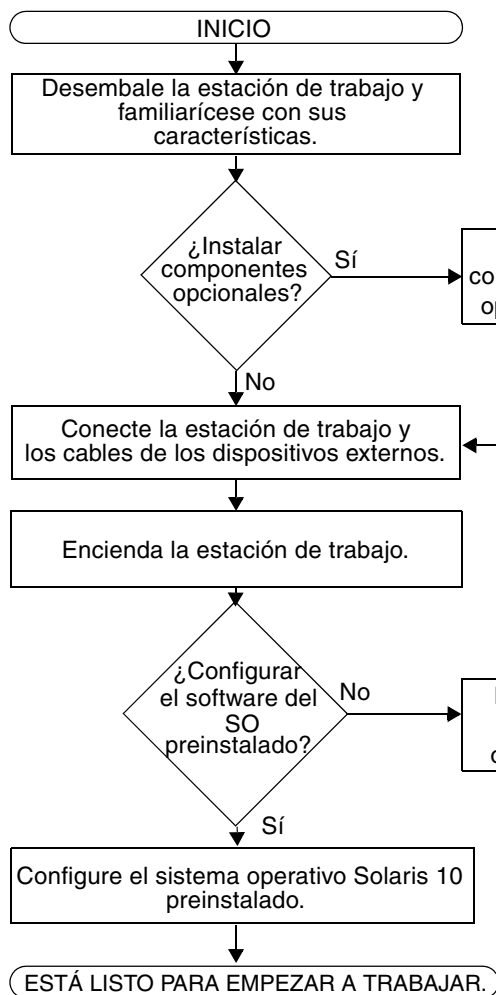 INICIO
Desembale la estación de trabajo y
familiarícese con sus
características.
¿Instalar
componentes
opcionales?
Sí
No
Conecte la estación de trabajo y
los cables de los dispositivos externos.
Encienda la estación de trabajo.
¿Configurar
el software del
SO
preinstalado?
No
Sí
Configure el sistema operativo Solaris 10
preinstalado.
ESTÁ LISTO PARA EMPEZAR A TRABAJAR.